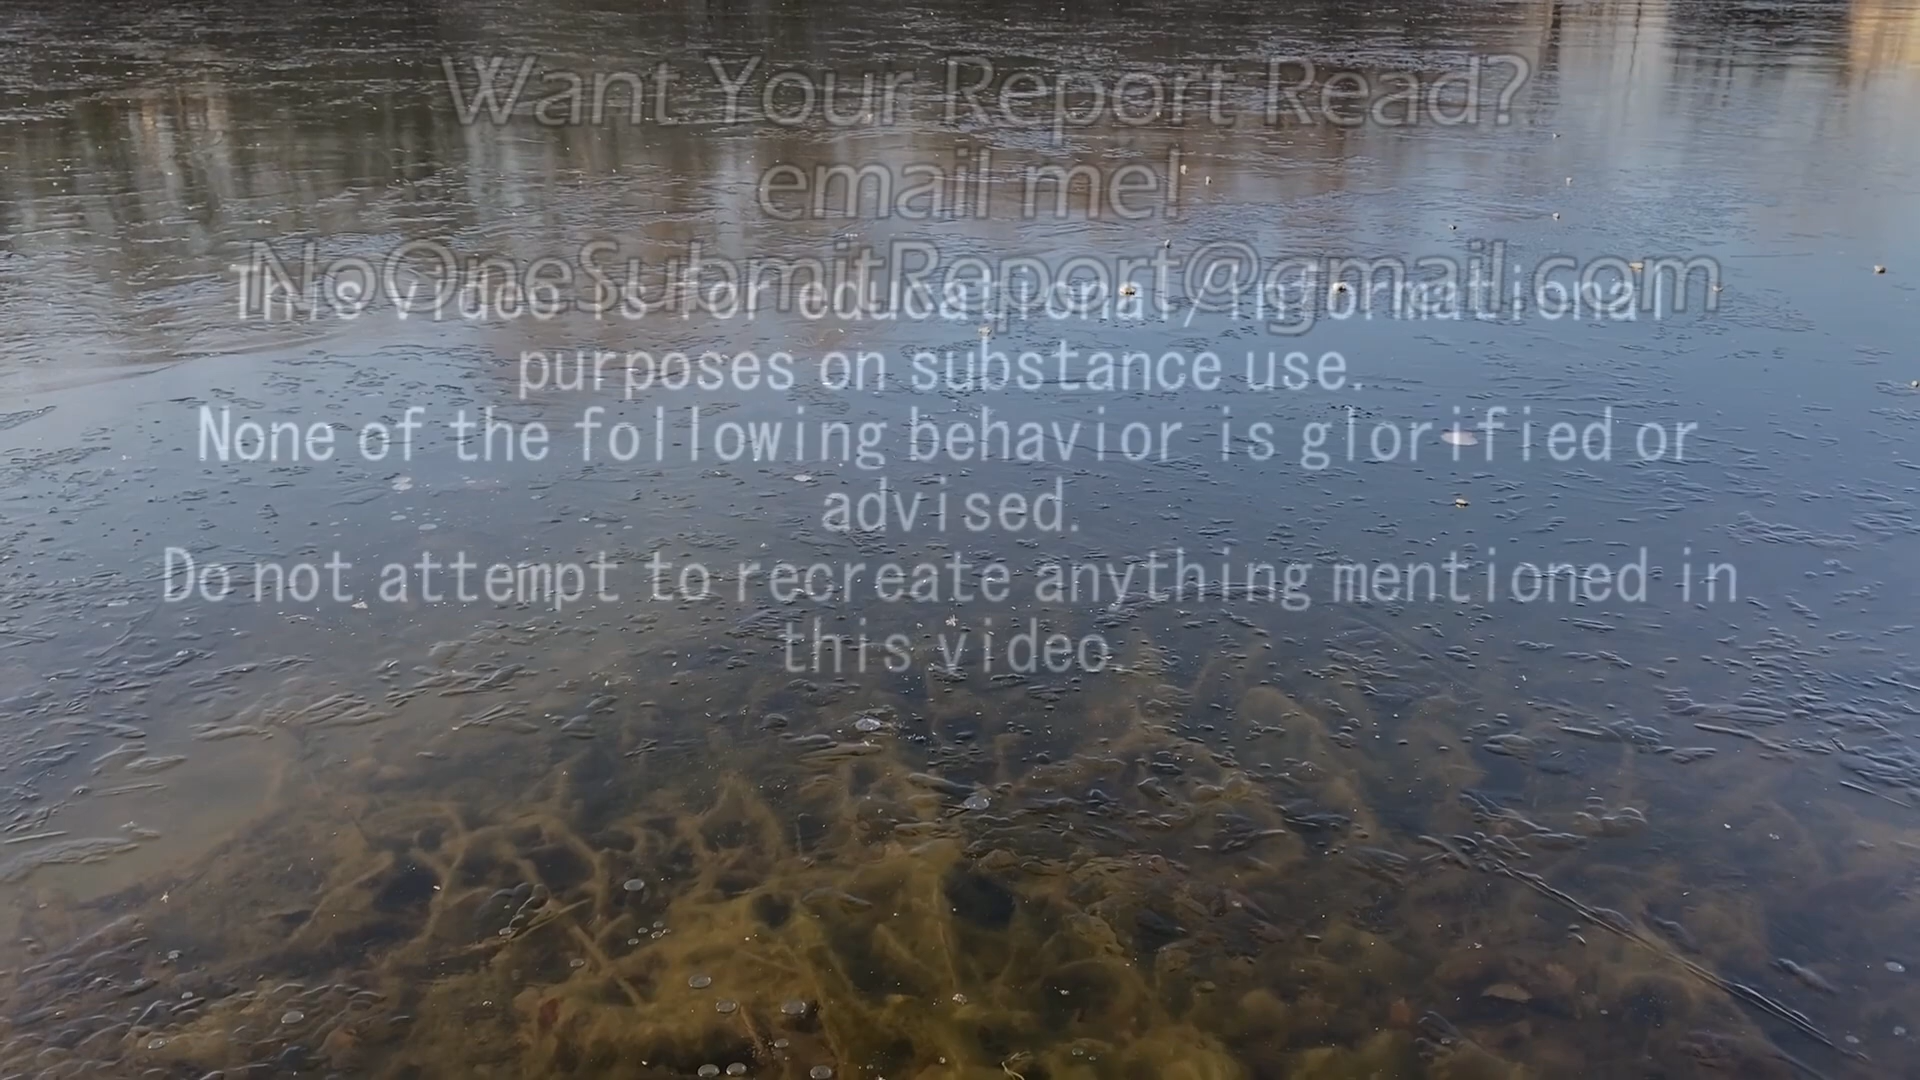 Want Your Report Read?
email me!
NoOneSubmitReport@gmail.com
This video is for educational/informational
purposes on substance use.
None of the following behavior is glorified or
advised.
Do not attempt to recreate anything mentioned in
this video.